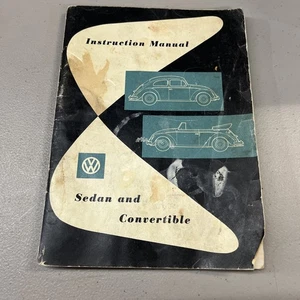 Instruction Manual
VW
Sedan and
Convertible